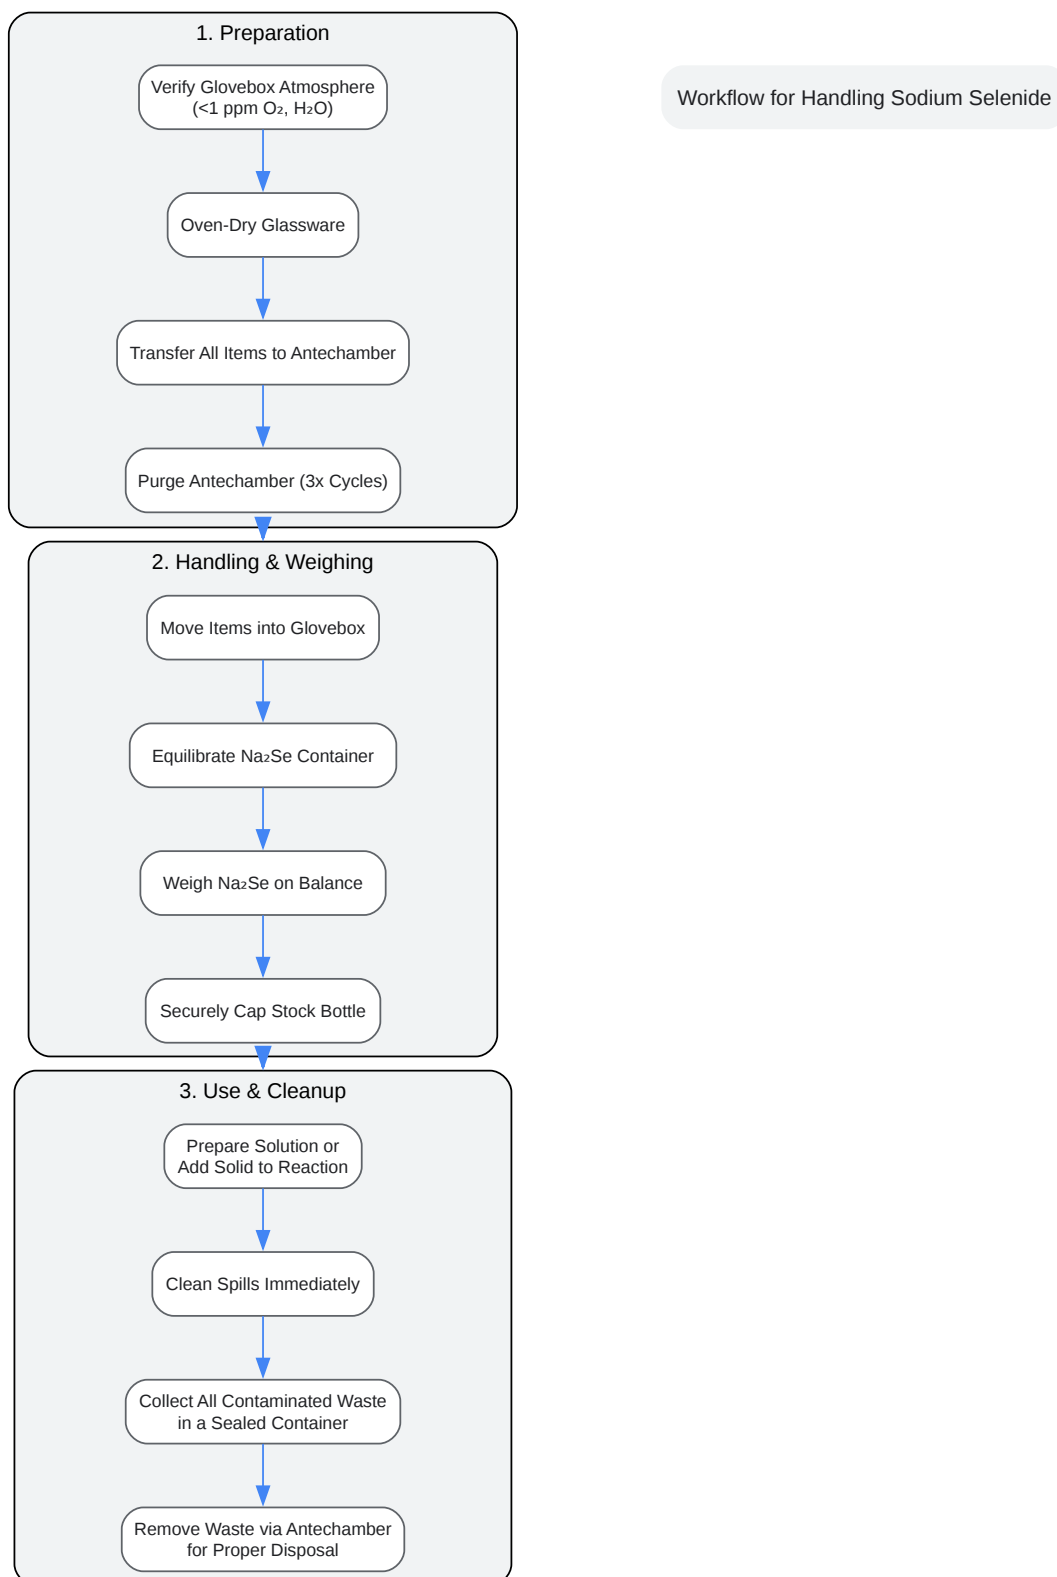 1. Preparation
Verify Glovebox Atmosphere
(<1 ppm O₂, H₂O)
Workflow for Handling Sodium Selenide
Oven-Dry Glassware
Transfer All Items to Antechamber
Purge Antechamber (3x Cycles)
2. Handling & Weighing
Move Items into Glovebox
Equilibrate Na₂Se Container
Weigh Na₂Se on Balance
Securely Cap Stock Bottle
3. Use & Cleanup
Prepare Solution or
Add Solid to Reaction
Clean Spills Immediately
Collect All Contaminated Waste
in a Sealed Container
Remove Waste via Antechamber
for Proper Disposal